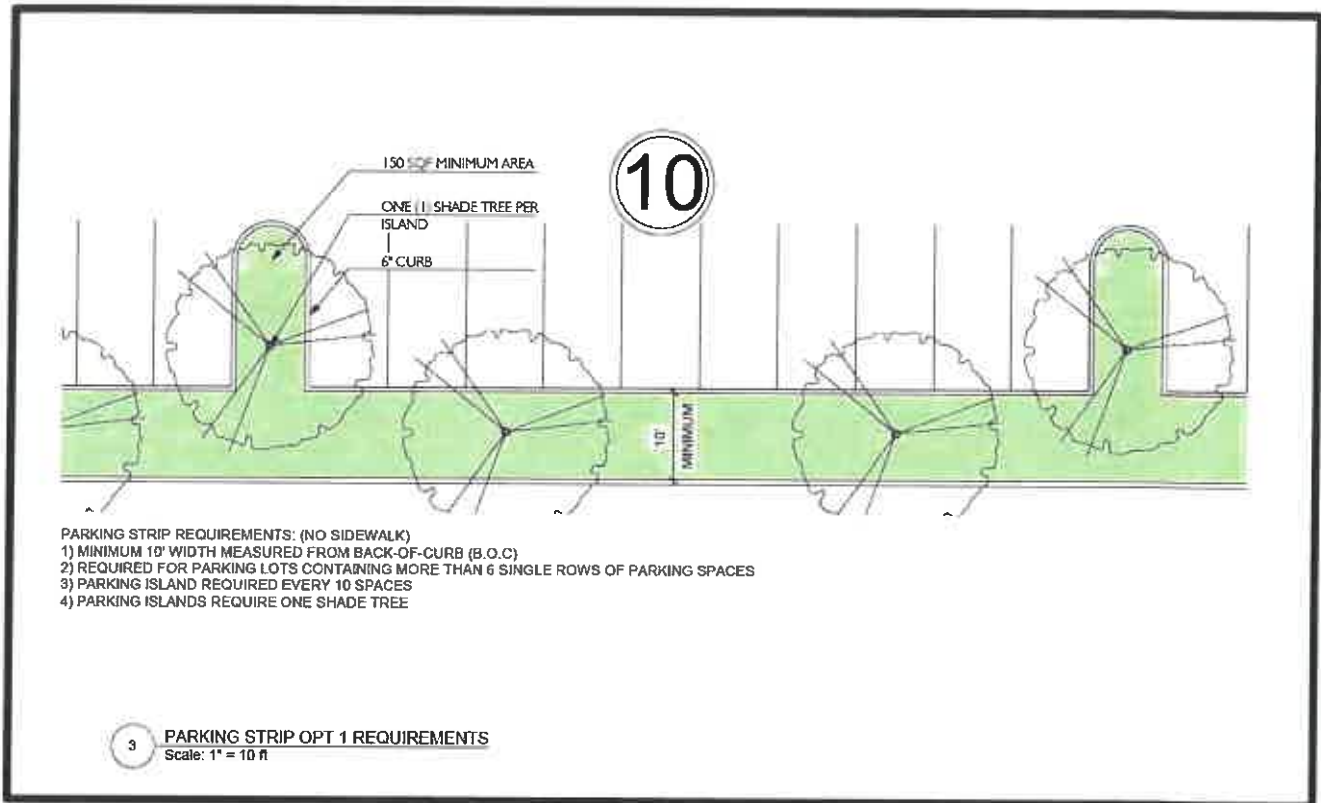 150 SQF MINIMUM AREA
10
ONE (1) SHADE TREE PER
ISLAND
6" CURB
10'
MINIMUM
PARKING STRIP REQUIREMENTS: (NO SIDEWALK)
1) MINIMUM 10' WIDTH MEASURED FROM BACK-OF-CURB (B.O.C)
2) REQUIRED FOR PARKING LOTS CONTAINING MORE THAN 6 SINGLE ROWS OF PARKING SPACES
3) PARKING ISLAND REQUIRED EVERY 10 SPACES
4) PARKING ISLANDS REQUIRE ONE SHADE TREE
3 PARKING STRIP OPT 1 REQUIREMENTS
Scale: 1" = 10 ft